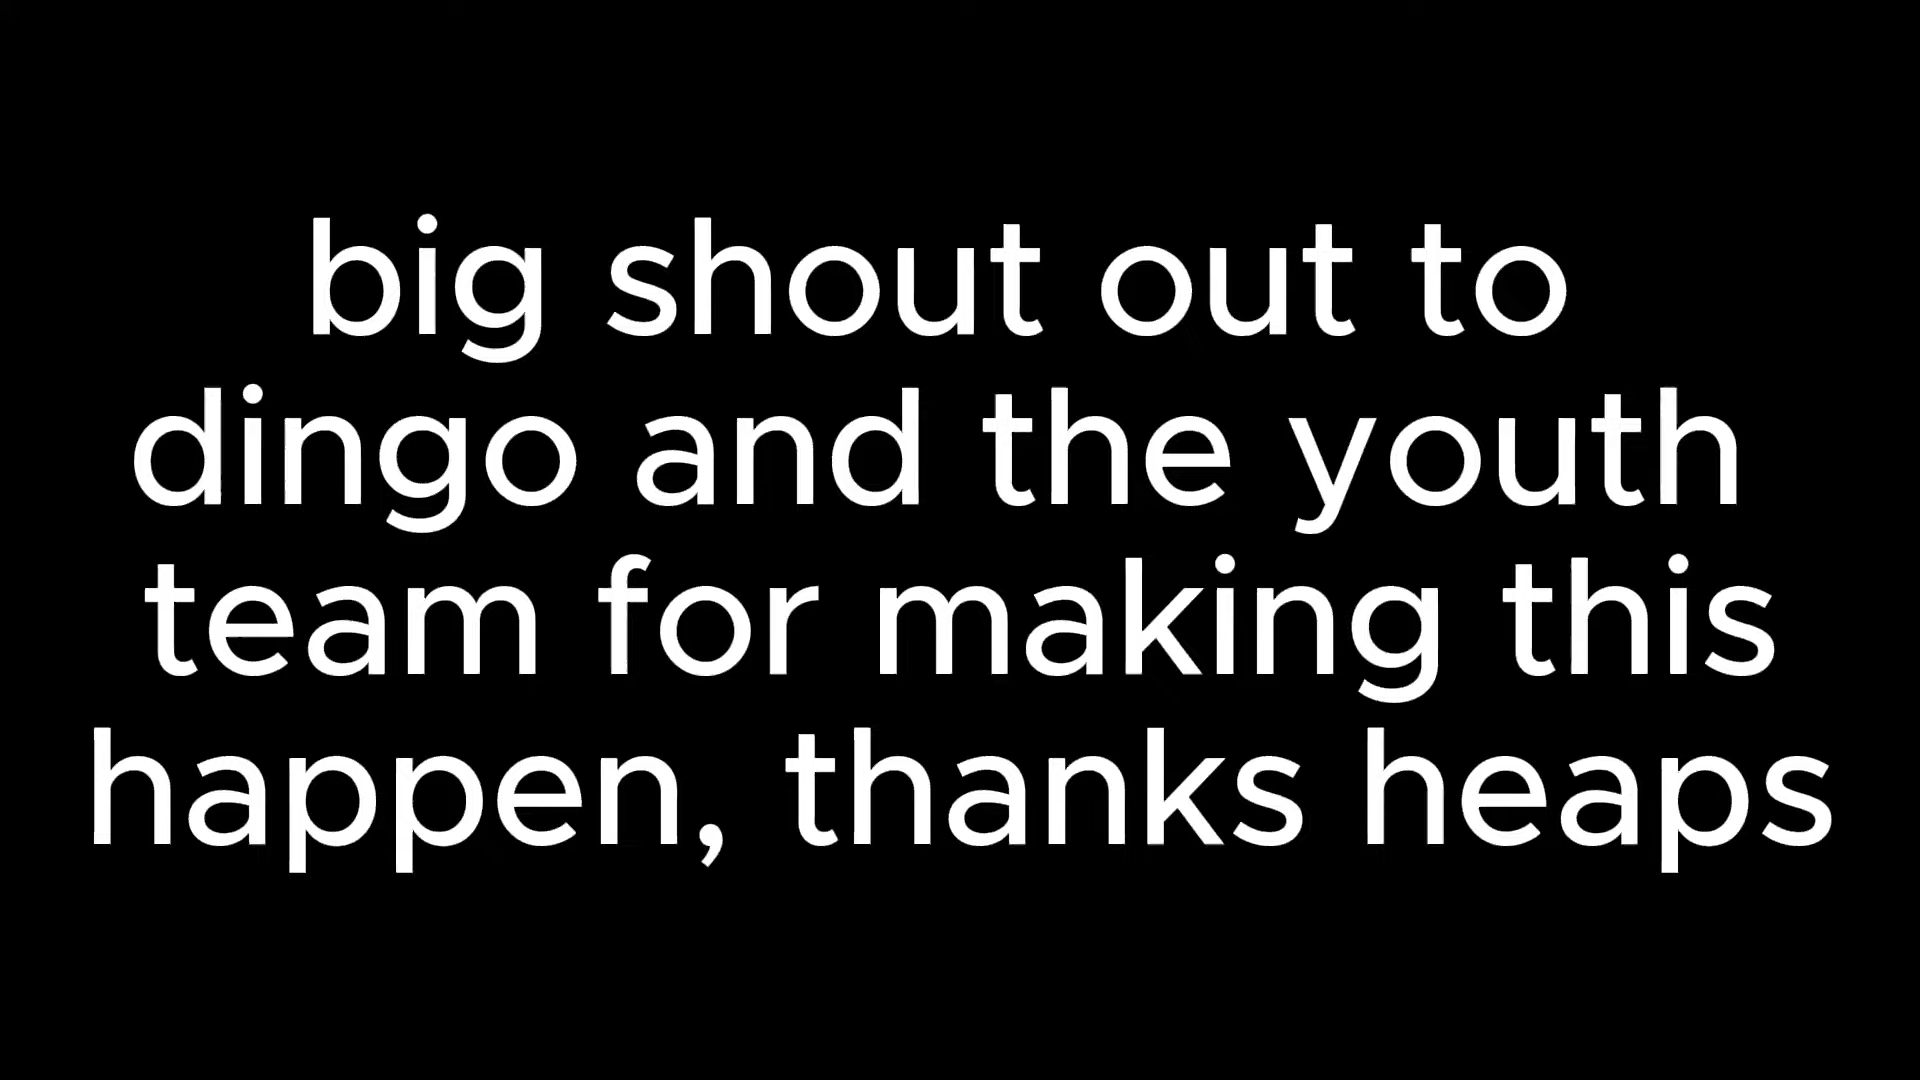 big shout out to
dingo and the youth
team for making this
happen, thanks heaps